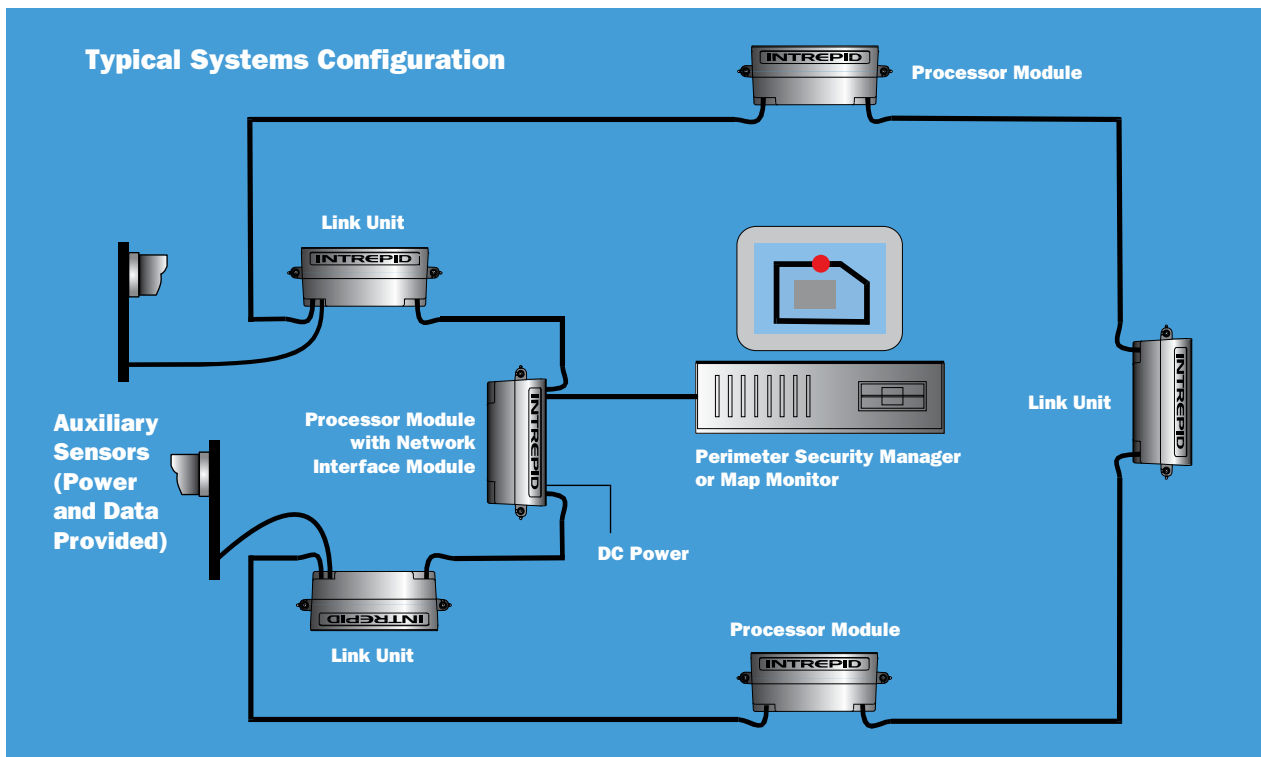 Typical Systems Configuration
INTREPID
Processor Module
Link Unit
INTREPID
INTREPID
Link Unit
Auxiliary
Sensors
(Power
and Data
Provided)
Processor Module
with Network
Interface Module
INTREPID
Perimeter Security Manager
or Map Monitor
DC Power
INTREPID
Link Unit
Processor Module
INTREPID